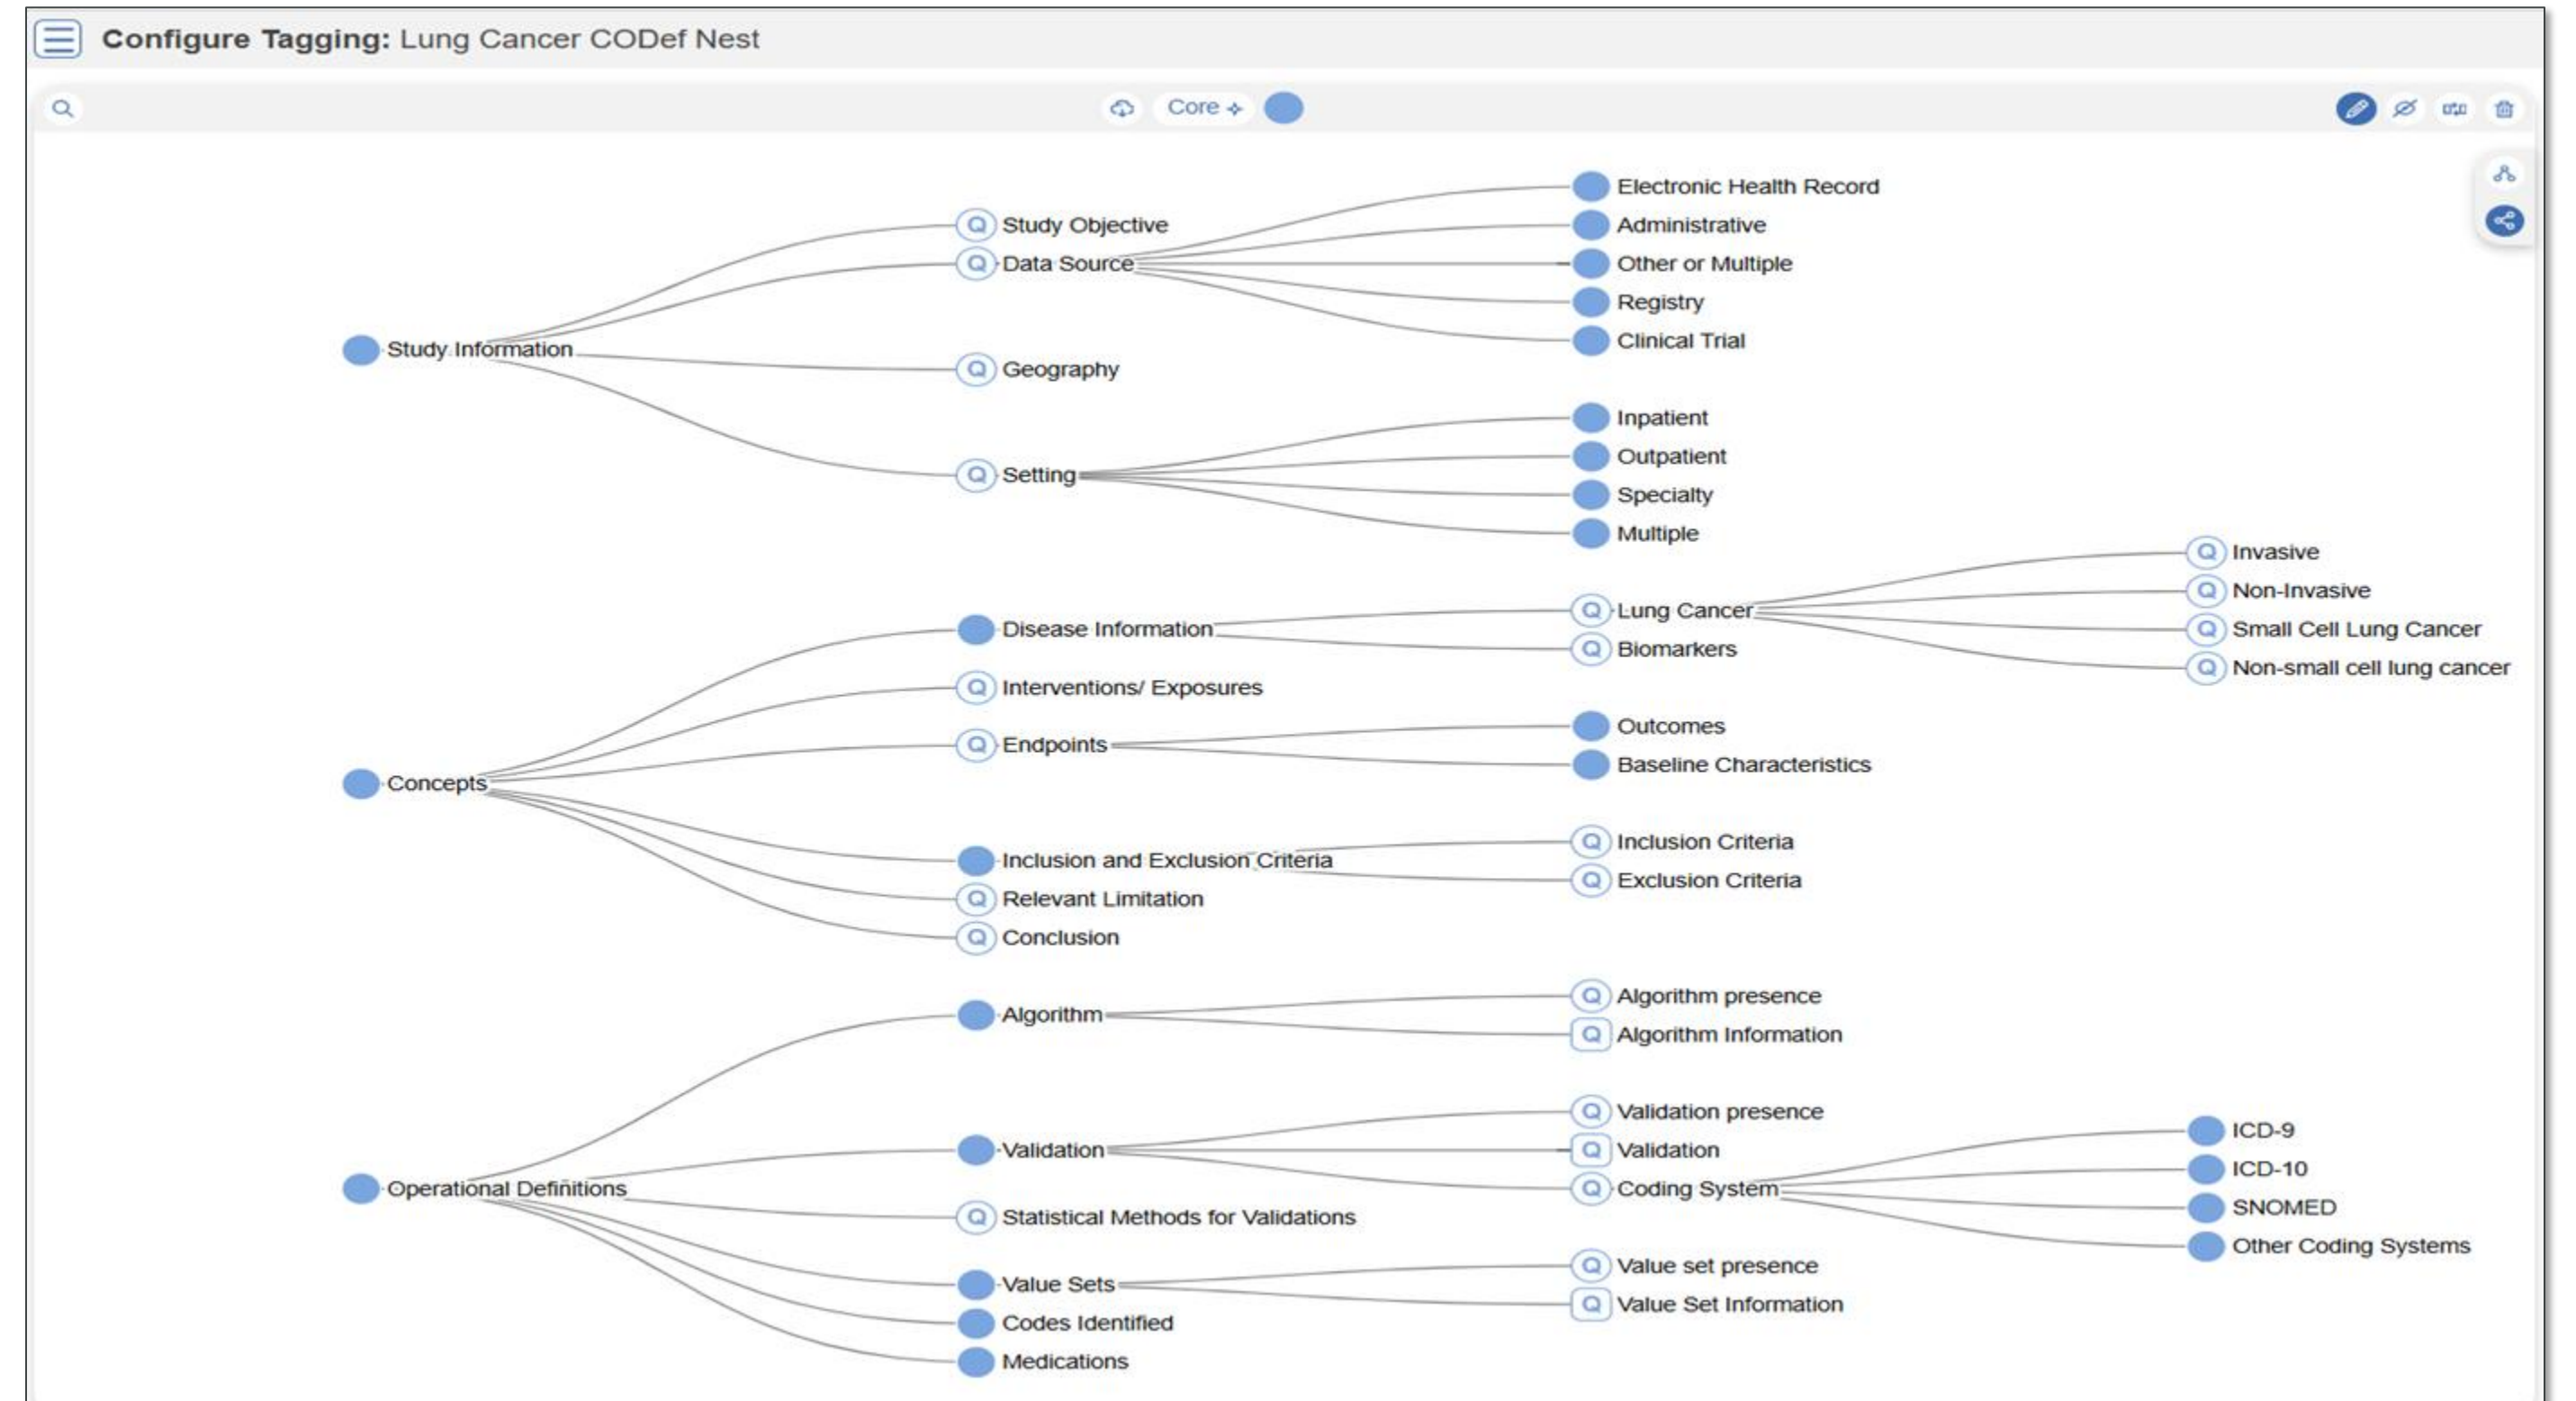 Configure Tagging: Lung Cancer CODef Nest
Core
Study Information
Study Objective
Data Source
Electronic Health Record
Administrative
Other or Multiple
Registry
Clinical Trial
Geography
Setting
Inpatient
Outpatient
Specialty
Multiple
Concepts
Disease Information
Lung Cancer
Invasive
Non-Invasive
Small Cell Lung Cancer
Non-small cell lung cancer
Biomarkers
Interventions/ Exposures
Endpoints
Outcomes
Baseline Characteristics
Inclusion and Exclusion Criteria
Inclusion Criteria
Exclusion Criteria
Relevant Limitation
Conclusion
Operational Definitions
Algorithm
Algorithm presence
Algorithm Information
Validation
Validation presence
Validation
Coding System
ICD-9
ICD-10
SNOMED
Other Coding Systems
Statistical Methods for Validations
Value Sets
Value set presence
Value Set Information
Codes Identified
Medications